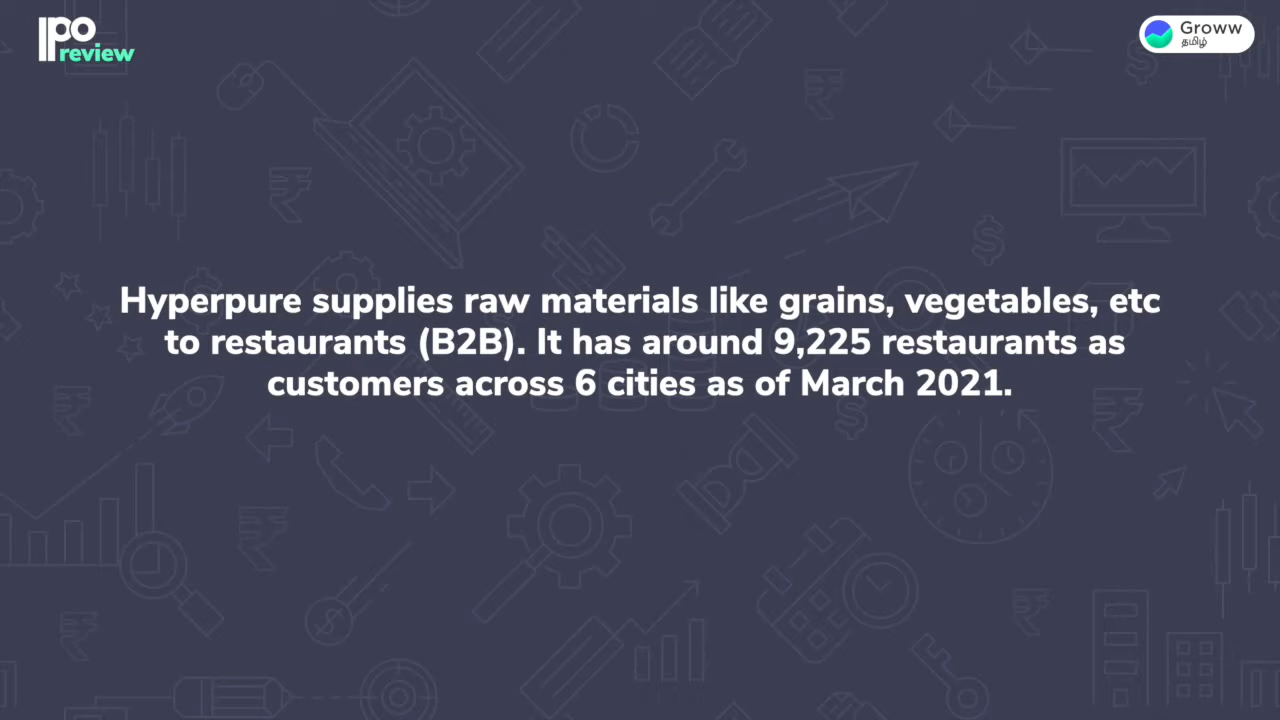 IPO
review
Groww
தமிழ்
Hyperpure supplies raw materials like grains, vegetables, etc
to restaurants (B2B). It has around 9,225 restaurants as
customers across 6 cities as of March 2021.